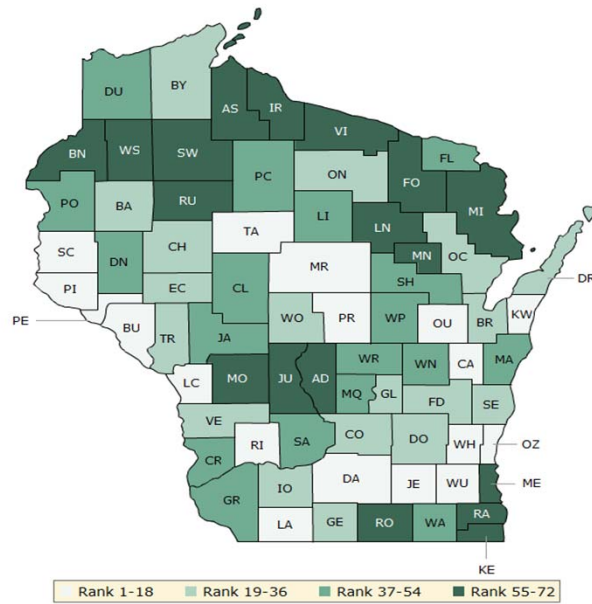 DU
BY
AS
IR
VI
BN
WS
SW
PC
ON
FO
FL
MI
PO
BA
RU
LI
LN
TA
MN
OC
SC
DN
CH
MR
PI
EC
CL
SH
DR
PE
BU
TR
WO
PR
WP
OU
BR
KW
JA
LC
MO
JU
AD
WR
WN
CA
MA
MQ
GL
FD
SE
VE
RI
SA
CO
DO
WH
OZ
CR
GR
IO
DA
JE
WU
ME
LA
GE
RO
WA
RA
KE
Rank 1-18 Rank 19-36 Rank 37-54 Rank 55-72